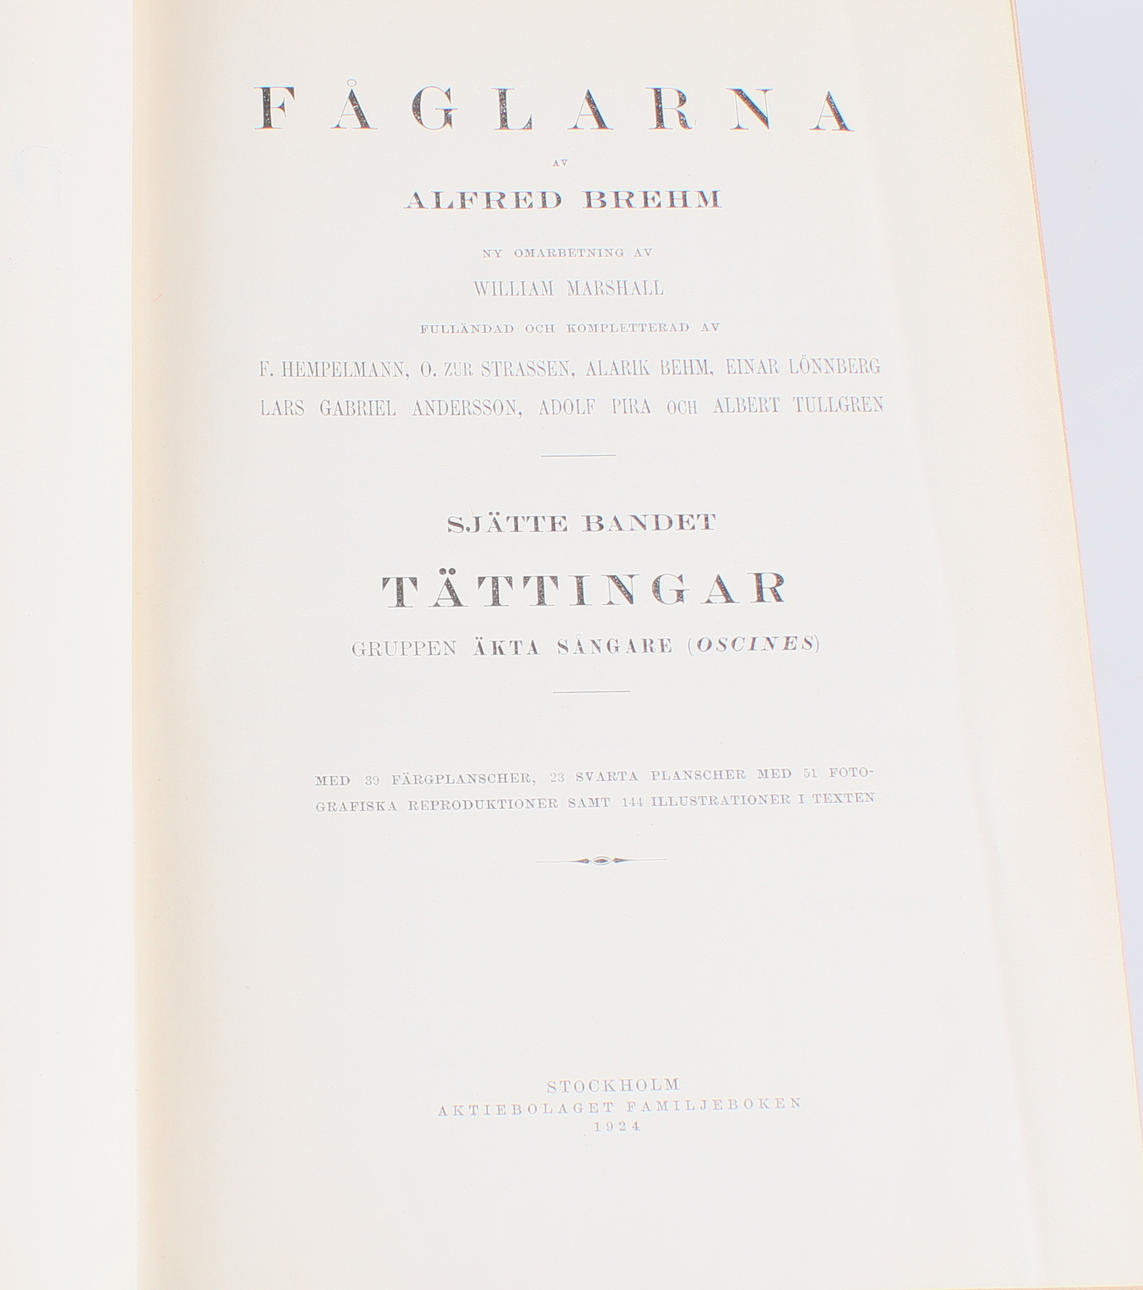 FÅGLARNA
AV
ALFRED BREHM
NY OMARBETNING AV
WILLIAM MARSHALL
FULLÄNDAD OCH KOMPLETTERAD AV
F. HEMPELMANN, O. ZUR STRASSEN, ALARIK BEHM, EINAR LÖNNBERG
LARS GABRIEL ANDERSSON, ADOLF PIRA OCH ALBERT TULLGREN
SJÄTTE BANDET
TÄTTINGAR
GRUPPEN ÄKTA SÅNGARE (OSCINES)
MED 39 FÄRGPLANSCHER, 23 SVARTA PLANSCHER MED 51 FOTO-
GRAFISKA REPRODUKTIONER SAMT 144 ILLUSTRATIONER I TEXTEN
STOCKHOLM
AKTIEBOLAGET FAMILJEBOKEN
1924